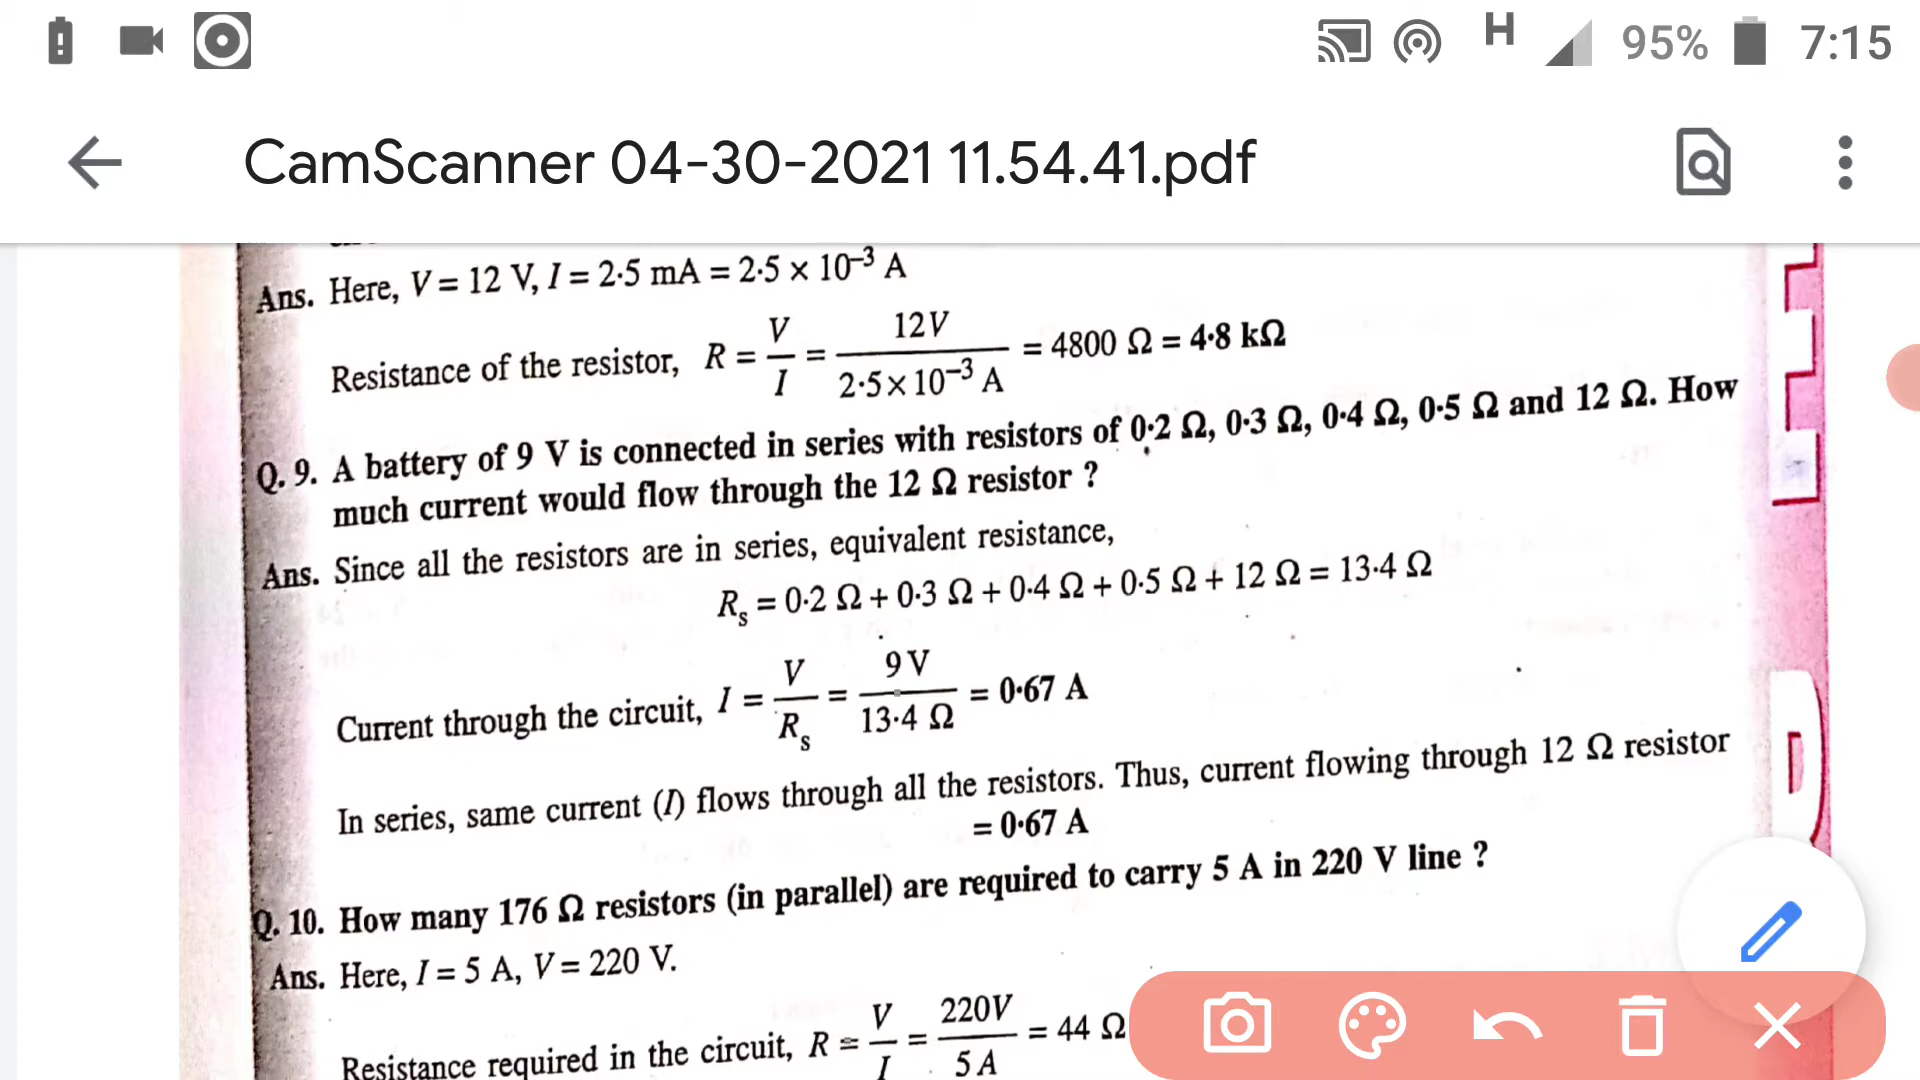 H 95% 7:15
CamScanner 04-30-2021 11.54.41.pdf
Ans. Here, V = 12 V, I = 2·5 mA = 2·5 × 10⁻³ A
Resistance of the resistor, R = V/I = 12V/2·5×10⁻³ A = 4800 Ω = 4·8 kΩ
Q. 9. A battery of 9 V is connected in series with resistors of 0·2 Ω, 0·3 Ω, 0·4 Ω, 0·5 Ω and 12 Ω. How
much current would flow through the 12 Ω resistor ?
Ans. Since all the resistors are in series, equivalent resistance,
Rₛ = 0·2 Ω + 0·3 Ω + 0·4 Ω + 0·5 Ω + 12 Ω = 13·4 Ω
Current through the circuit, I = V/Rₛ = 9 V/13·4 Ω = 0·67 A
In series, same current (I) flows through all the resistors. Thus, current flowing through 12 Ω resistor
= 0·67 A
Q. 10. How many 176 Ω resistors (in parallel) are required to carry 5 A in 220 V line ?
Ans. Here, I = 5 A, V = 220 V.
Resistance required in the circuit, R = V/I = 220V/5 A = 44 Ω